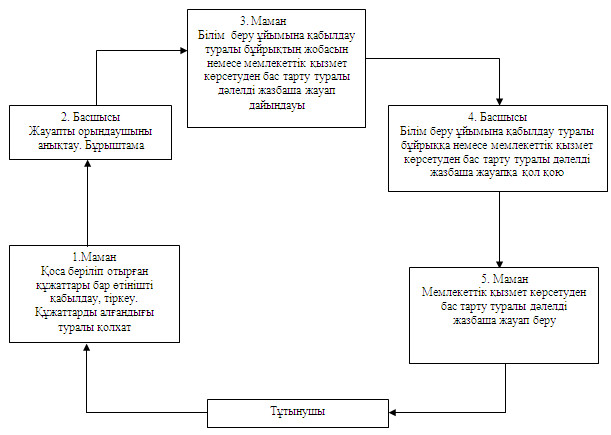 3. Маман
Білім беру ұйымына қабылдау
туралы бұйрықтың жобасын
немесе мемлекеттік қызмет
көрсетуден бас тарту туралы
дәлелді жазбаша жауап
дайындауы
2. Басшысы
Жауапты орындаушыны
анықтау. Бұрыштама
4. Басшысы
Білім беру ұйымына қабылдау туралы
бұйрыққа немесе мемлекеттік қызмет
көрсетуден бас тарту туралы дәлелді
жазбаша жауапқа қол қою
1.Маман
Қоса беріліп отырған
құжаттары бар өтінішті
қабылдау, тіркеу.
Құжаттарды алғандығы
туралы қолхат
5. Маман
Мемлекеттік қызмет көрсетуден
бас тарту туралы дәлелді
жазбаша жауап беру
Тұтынушы